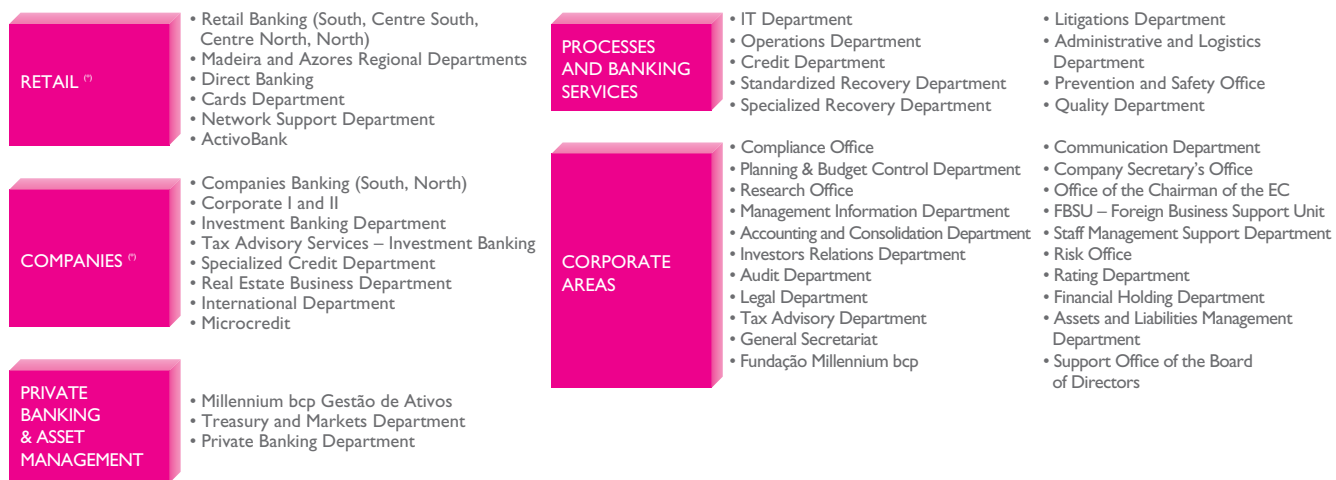 RETAIL (*)
• Retail Banking (South, Centre South,
Centre North, North)
• Madeira and Azores Regional Departments
• Direct Banking
• Cards Department
• Network Support Department
• ActivoBank
COMPANIES (*)
• Companies Banking (South, North)
• Corporate I and II
• Investment Banking Department
• Tax Advisory Services – Investment Banking
• Specialized Credit Department
• Real Estate Business Department
• International Department
• Microcredit
PRIVATE
BANKING
& ASSET
MANAGEMENT
• Millennium bcp Gestão de Ativos
• Treasury and Markets Department
• Private Banking Department
PROCESSES
AND BANKING
SERVICES
• IT Department
• Operations Department
• Credit Department
• Standardized Recovery Department
• Specialized Recovery Department
• Litigations Department
• Administrative and Logistics
Department
• Prevention and Safety Office
• Quality Department
CORPORATE
AREAS
• Compliance Office
• Planning & Budget Control Department
• Research Office
• Management Information Department
• Accounting and Consolidation Department
• Investors Relations Department
• Audit Department
• Legal Department
• Tax Advisory Department
• General Secretariat
• Fundação Millennium bcp
• Communication Department
• Company Secretary's Office
• Office of the Chairman of the EC
• FBSU – Foreign Business Support Unit
• Staff Management Support Department
• Risk Office
• Rating Department
• Financial Holding Department
• Assets and Liabilities Management
Department
• Support Office of the Board
of Directors